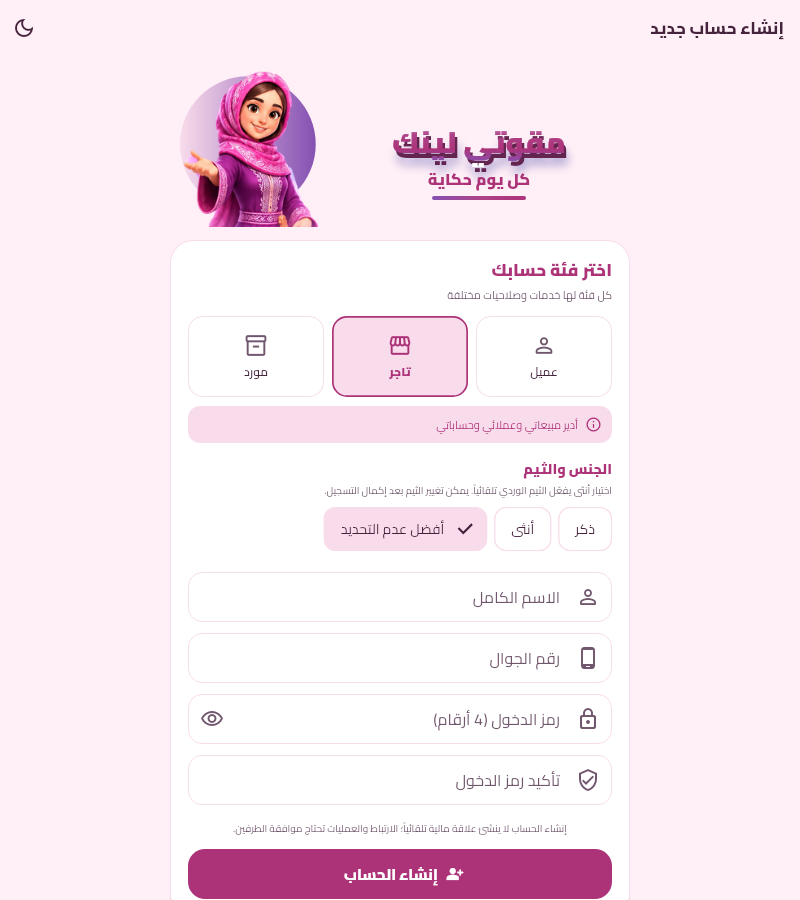 إنشاء حساب جديد
مقوتي لينك
كل يوم حكاية
اختر فئة حسابك
كل فئة لها خدمات وصلاحيات مختلفة
عميل
تاجر
مورد
أدير مبيعاتي وعملائي وحساباتي
الجنس والثيم
اختيار أنثى يفعّل الثيم الوردي تلقائياً. يمكن تغيير الثيم بعد إكمال التسجيل.
ذكر
أنثى
أفضل عدم التحديد
الاسم الكامل
رقم الجوال
رمز الدخول (4 أرقام)
تأكيد رمز الدخول
إنشاء الحساب لا ينشئ علاقة مالية تلقائياً؛ الارتباط والعمليات تحتاج موافقة الطرفين.
إنشاء الحساب